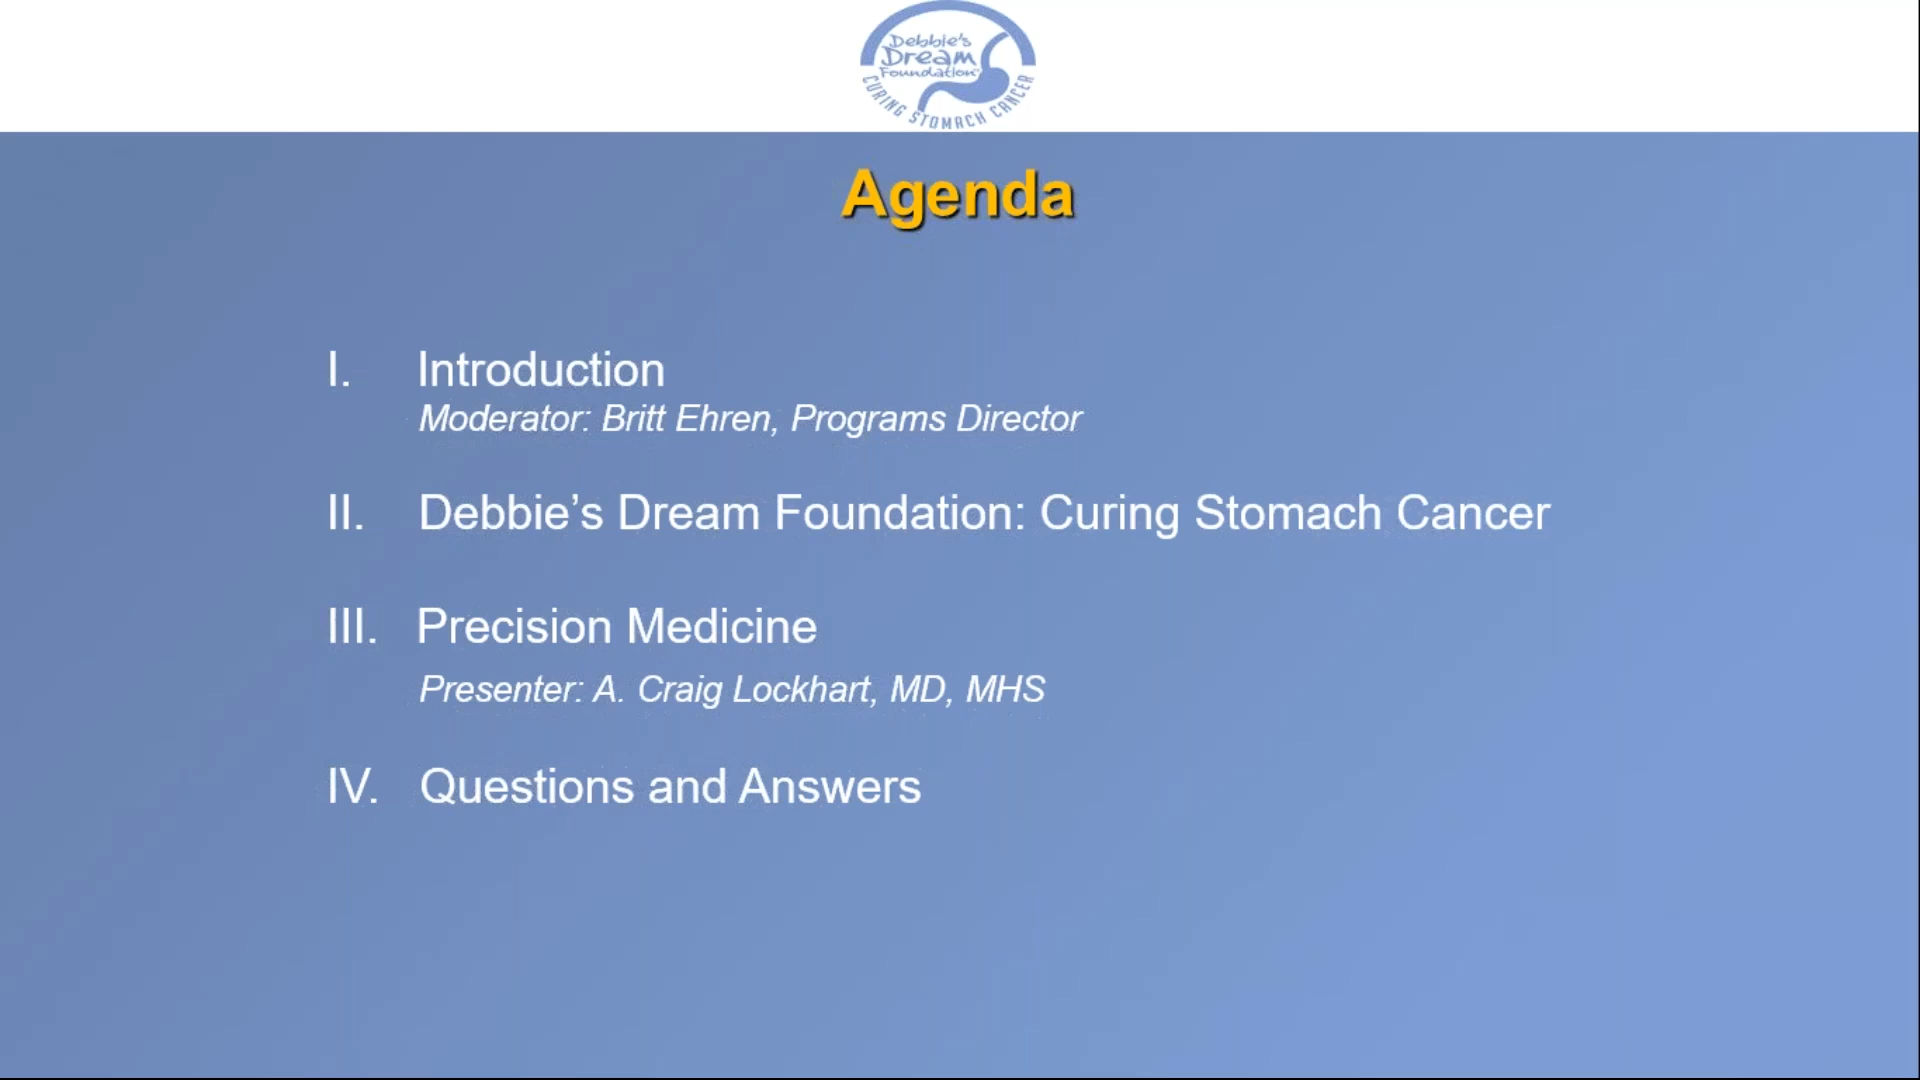 Debbie's
Dream
Foundation
CURING STOMACH CANCER
Agenda
I. Introduction
Moderator: Britt Ehren, Programs Director
II. Debbie’s Dream Foundation: Curing Stomach Cancer
III. Precision Medicine
Presenter: A. Craig Lockhart, MD, MHS
IV. Questions and Answers